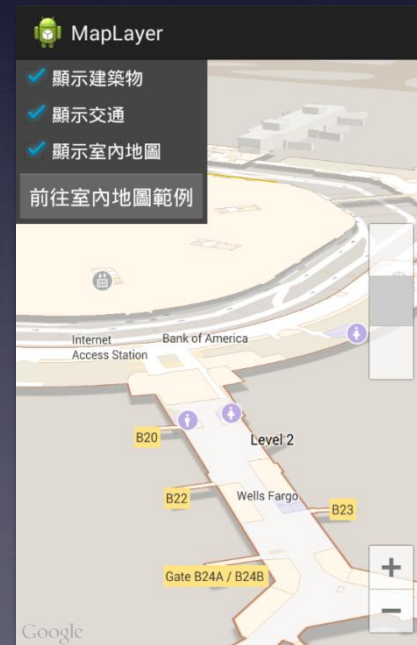 MapLayer
顯示建築物
顯示交通
顯示室內地圖
前往室內地圖範例
Internet
Access Station
Bank of America
B20
Level 2
B22
Wells Fargo
B23
Gate B24A / B24B
+
−
Google